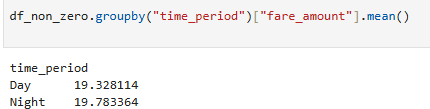 df_non_zero.groupby("time_period")["fare_amount"].mean()
time_period
Day 19.328114
Night 19.783364